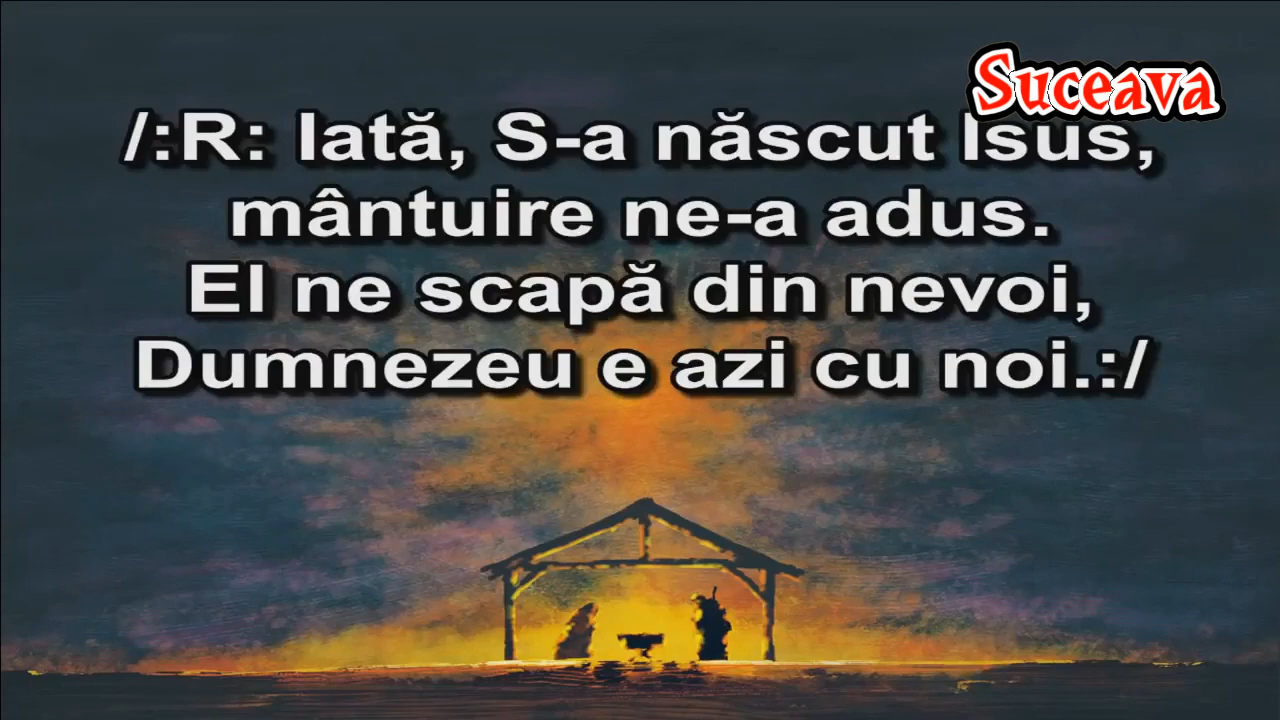 Suceava
/:R: Iată, S-a născut Isus,
mântuire ne-a adus.
El ne scapă din nevoi,
Dumnezeu e azi cu noi.:/